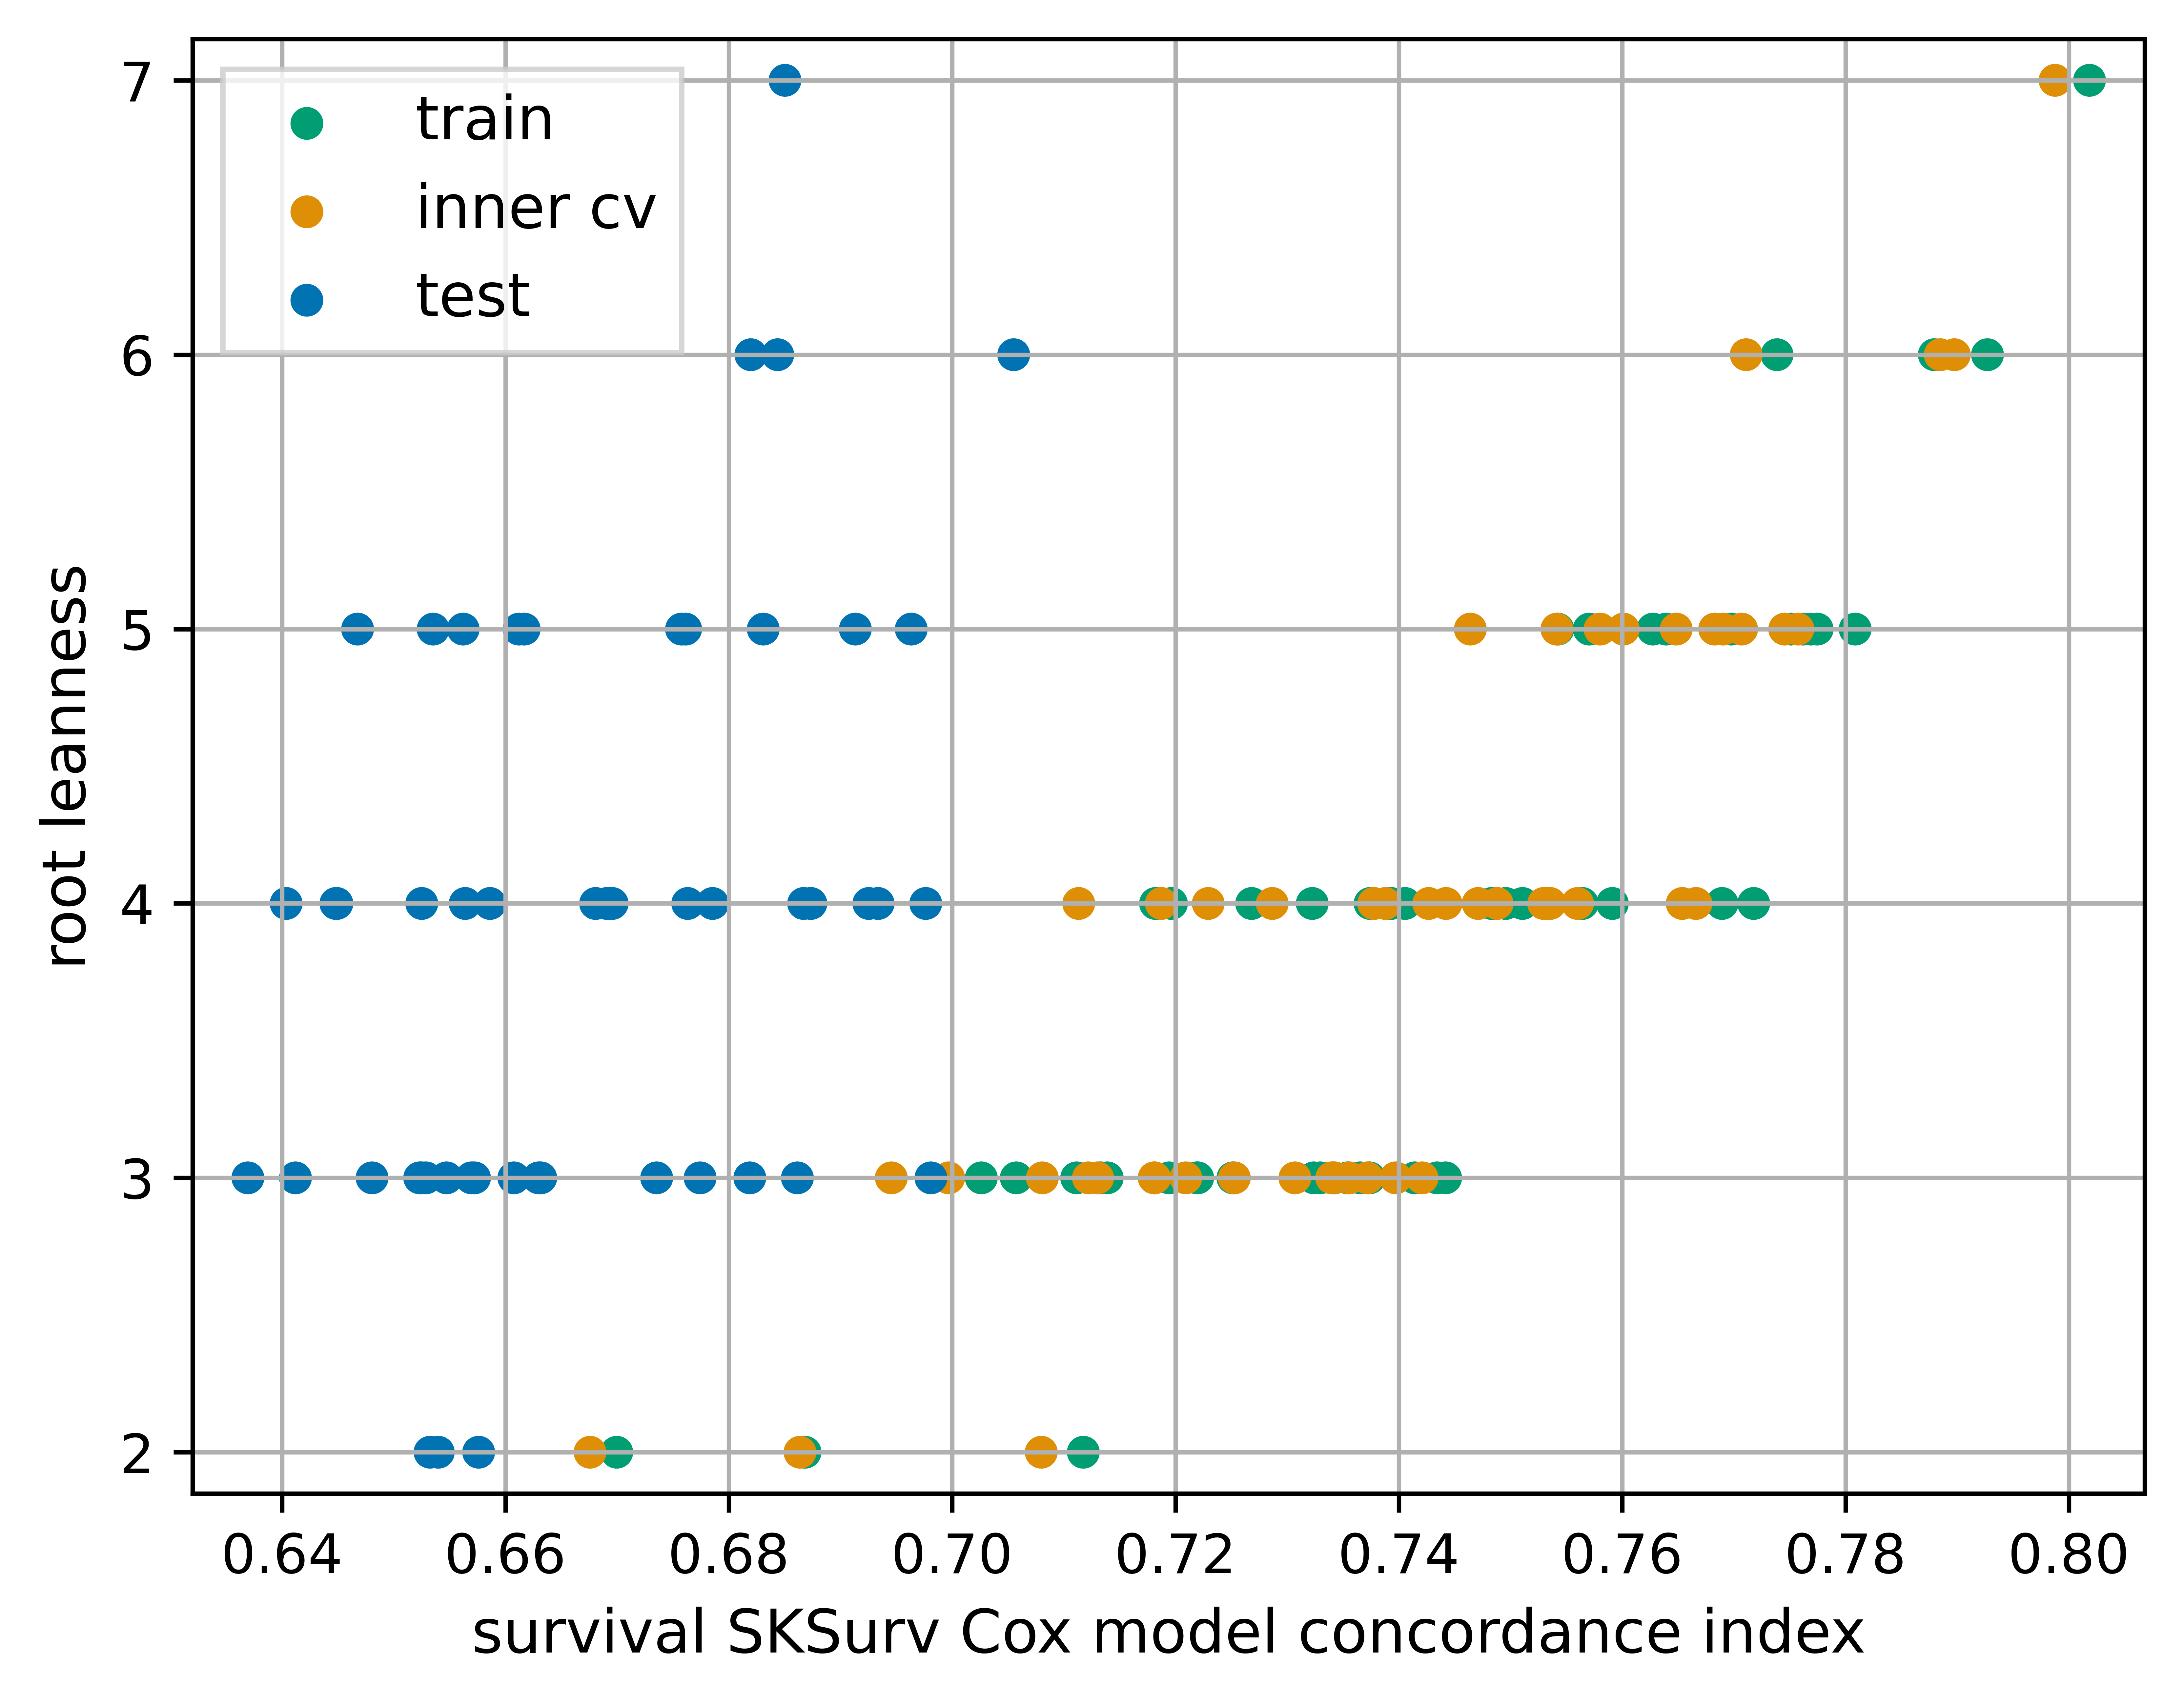 train
inner cv
test
7
6
5
4
3
2
root leanness
0.64 0.66 0.68 0.70 0.72 0.74 0.76 0.78 0.80
survival SKSurv Cox model concordance index